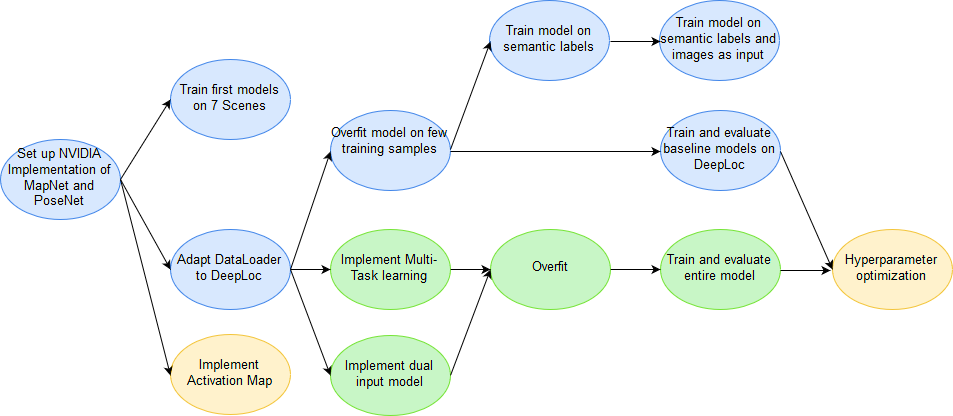 Train model on
semantic labels
Train model on
semantic labels and
images as input
Train first models
on 7 Scenes
Overfit model on few
training samples
Train and evaluate
baseline models on
DeepLoc
Set up NVIDIA
Implementation of
MapNet and
PoseNet
Adapt DataLoader
to DeepLoc
Implement Multi-
Task learning
Overfit
Train and evaluate
entire model
Hyperparameter
optimization
Implement
Activation Map
Implement dual
input model